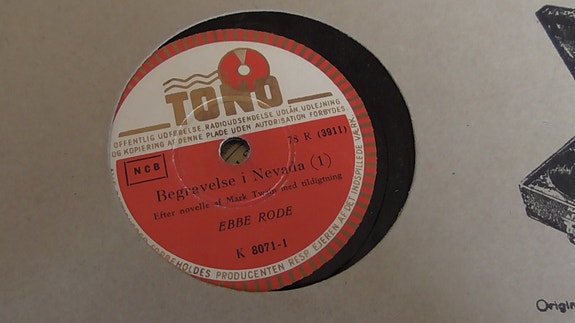 TONO
OFFENTLIG UDFØRELSE, RADIOUDSENDELSE UDLÅN, UDLEJNING
OG KOPIERING AF DENNE PLADE UDEN AUTORISATION FORBYDES.
78 K (3911)
NCB
Begravelse i Nevada (1)
Efter novelle af Mark Twain med tildigtning
EBBE RODE
K 8071-1
FORBEHOLDES PRODUCENTEN RESP EJEREN AF DET INDSPILLEDE VÆRK
Origin